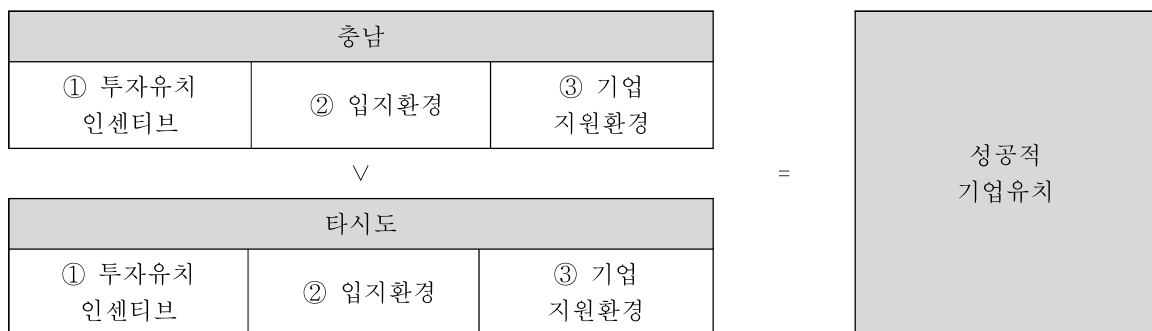 충남
① 투자유치
인센티브
② 입지환경
③ 기업
지원환경
∨
타시도
① 투자유치
인센티브
② 입지환경
③ 기업
지원환경
=
성공적
기업유치